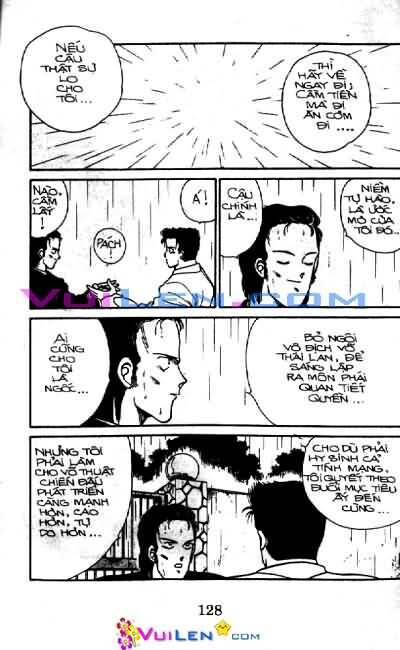 NẾU
CẬU
THẬT SỰ
LO
CHO
TÔI...
THÌ
HÃY VỀ
NGAY ĐI,
CẦM TIỀN
MÀ ĐI
ĂN CƠM
ĐI ....
NÀO,
CẦM
LẤY
!
PÁCH
!
Á!
CẬU
CHÍNH
LÀ...
NIỀM
TỰ HÀO,
LÀ ƯỚC
MƠ CỦA
TÔI ĐÓ..
VUILEN.COM
AI
CŨNG
CHO
TÔI
LÀ
NGỐC...
BỎ NGÔI
VÔ ĐỊCH VÕ
THÁI LAN, ĐỂ
SÁNG LẬP
RA MÔN PHÁI
QUAN TIẾT
QUYỀN...
NHƯNG TÔI
PHẢI LÀM
CHO VÕ THUẬT
CHIẾN ĐẤU
PHÁT TRIỂN
CÀNG MẠNH
HƠN, CAO
HƠN, TỰ
DO HƠN...
CHO DÙ PHẢI
HY SINH CẢ
TÍNH MẠNG,
TÔI QUYẾT THEO
ĐUỔI MỤC TIÊU
ẤY ĐẾN
CÙNG...
128
VUILEN.COM